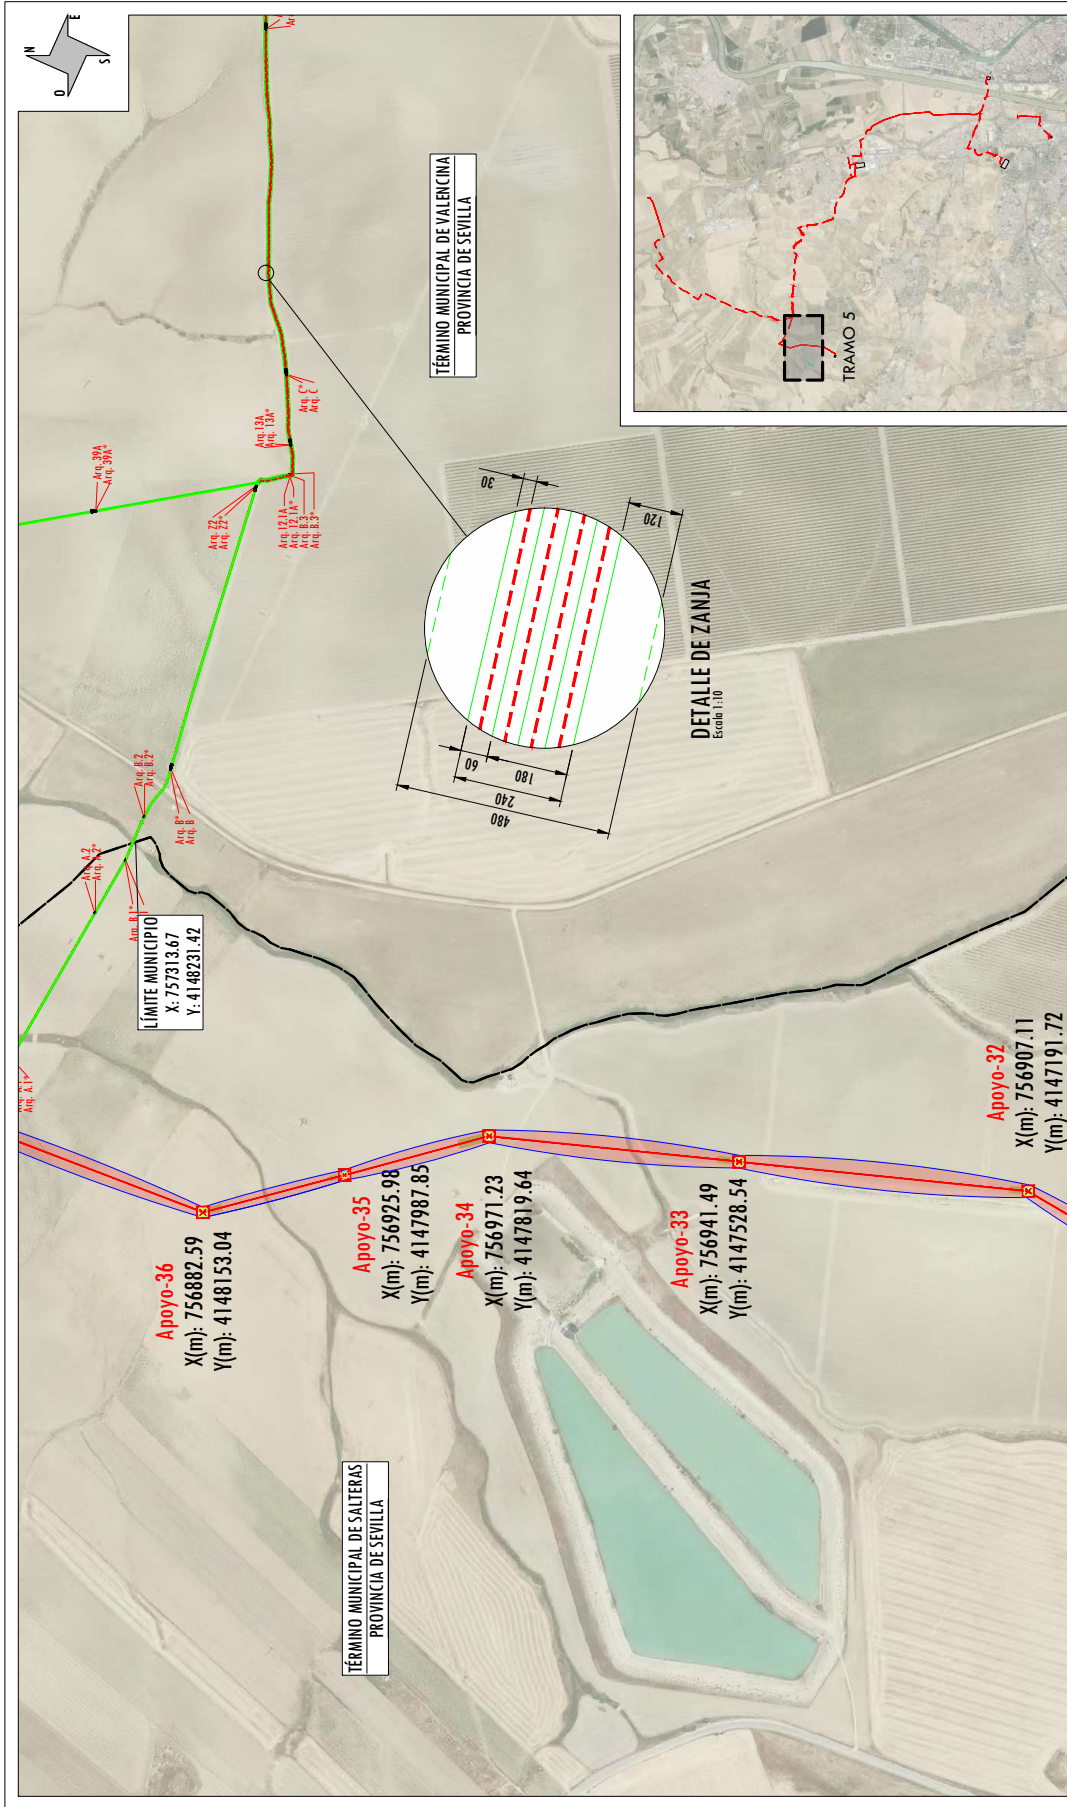 N
E
S
O
TÉRMINO MUNICIPAL DE VALENCINA
PROVINCIA DE SEVILLA
TRAMO 5
Arq. 39A
Arq. 39A*
Arq. Z2
Arq. Z2*
Arq. 13A
Arq. 13A*
Arq. C*
Arq. C
Arq. 12.1A
Arq. 12.1A*
Arq. B.3
Arq. B.3*
Arq. B.2
Arq. B.2*
Arq. B*
Arq. B
Arq. A.2
Arq. A.2*
Arq. B.1*
Arq. A.1*
LÍMITE MUNICIPIO
X: 757313.67
Y: 4148231.42
30
120
60
180
240
480
DETALLE DE ZANJA
Escala 1:10
Apoyo-36
X(m): 756882.59
Y(m): 4148153.04
Apoyo-35
X(m): 756925.98
Y(m): 4147987.85
Apoyo-34
X(m): 756971.23
Y(m): 4147819.64
Apoyo-33
X(m): 756941.49
Y(m): 4147528.54
Apoyo-32
X(m): 756907.11
Y(m): 4147191.72
TÉRMINO MUNICIPAL DE SALTERAS
PROVINCIA DE SEVILLA